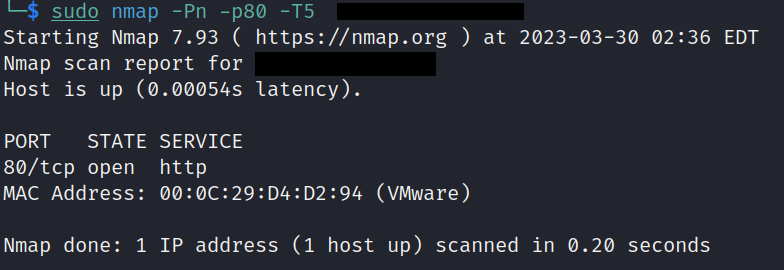 └─$ sudo nmap -Pn -p80 -T5
Starting Nmap 7.93 ( https://nmap.org ) at 2023-03-30 02:36 EDT
Nmap scan report for
Host is up (0.00054s latency).
PORT   STATE SERVICE
80/tcp open  http
MAC Address: 00:0C:29:D4:D2:94 (VMware)
Nmap done: 1 IP address (1 host up) scanned in 0.20 seconds